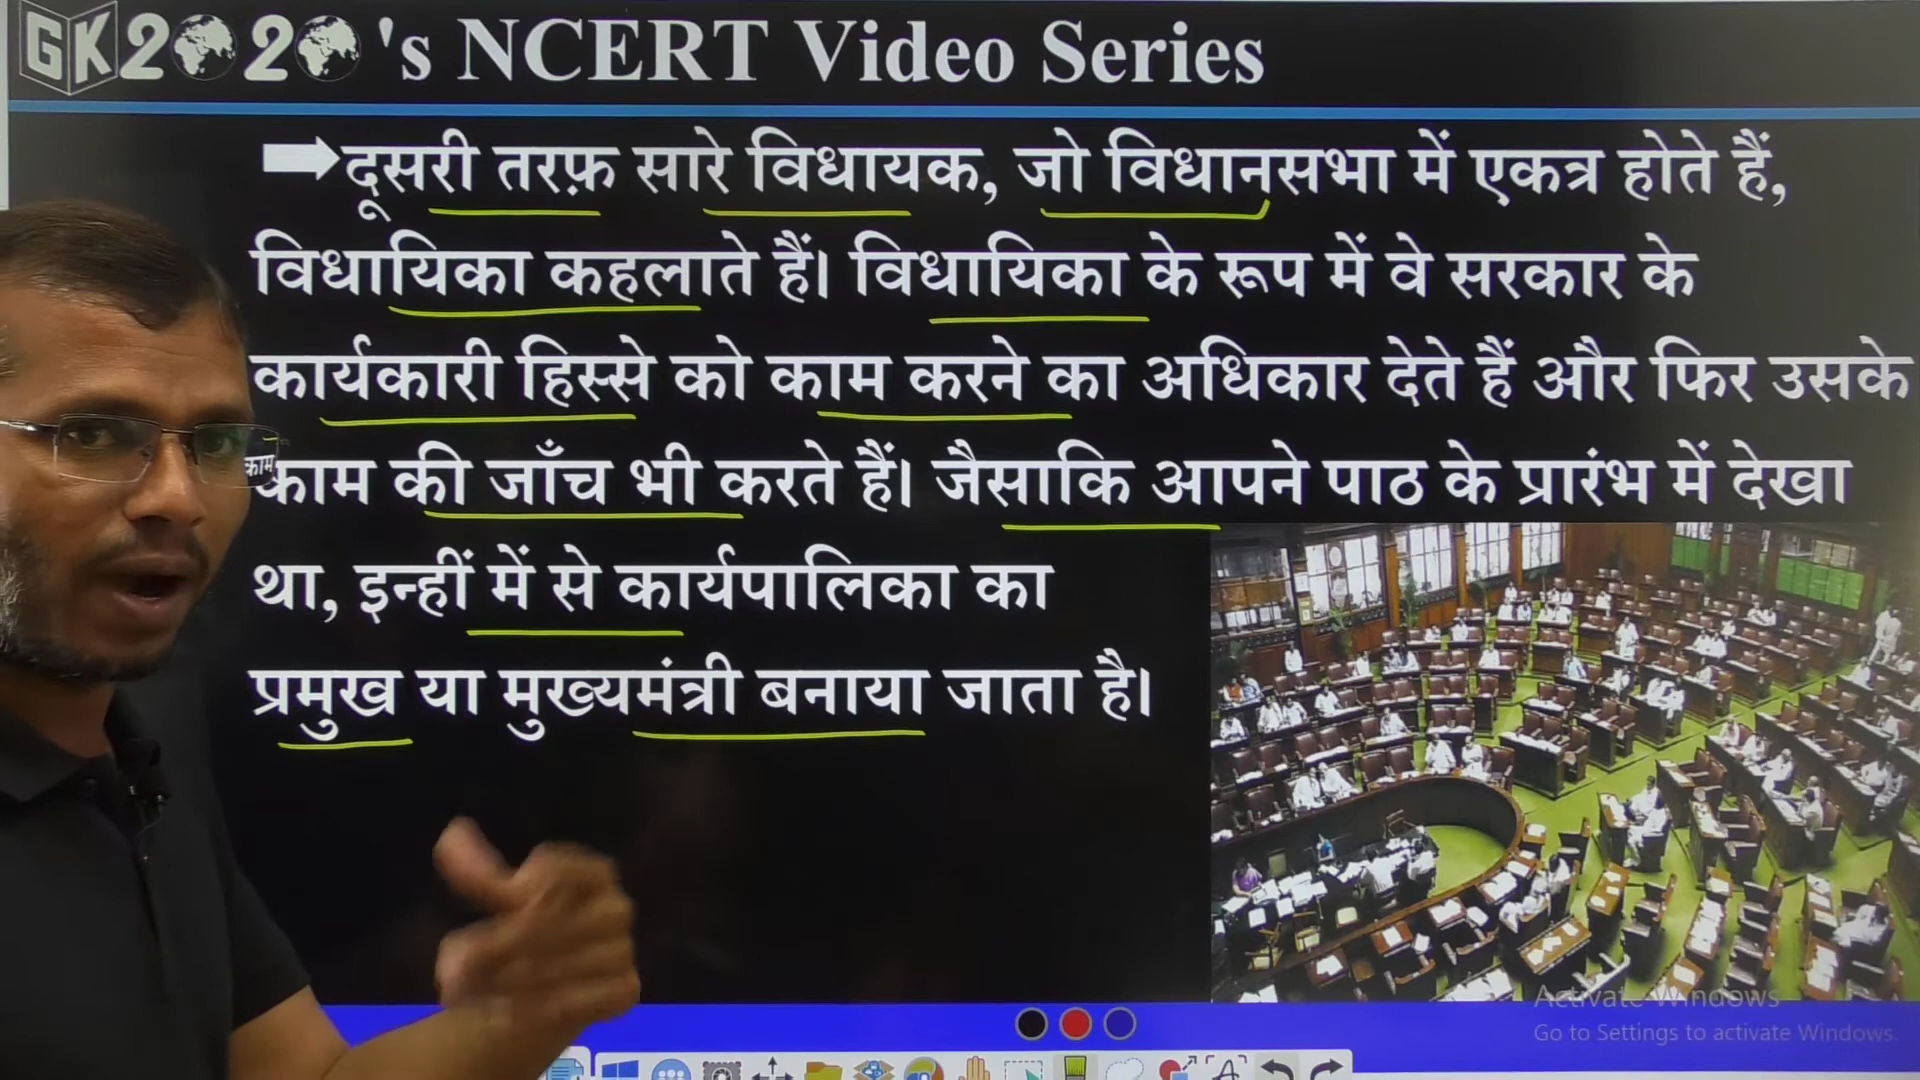 GK2020's NCERT Video Series
दूसरी तरफ़ सारे विधायक, जो विधानसभा में एकत्र होते हैं,
विधायिका कहलाते हैं। विधायिका के रूप में वे सरकार के
कार्यकारी हिस्से को काम करने का अधिकार देते हैं और फिर उसके
काम की जाँच भी करते हैं। जैसाकि आपने पाठ के प्रारंभ में देखा
था, इन्हीं में से कार्यपालिका का
प्रमुख या मुख्यमंत्री बनाया जाता है।
Activate Windows
Go to Settings to activate Windows.